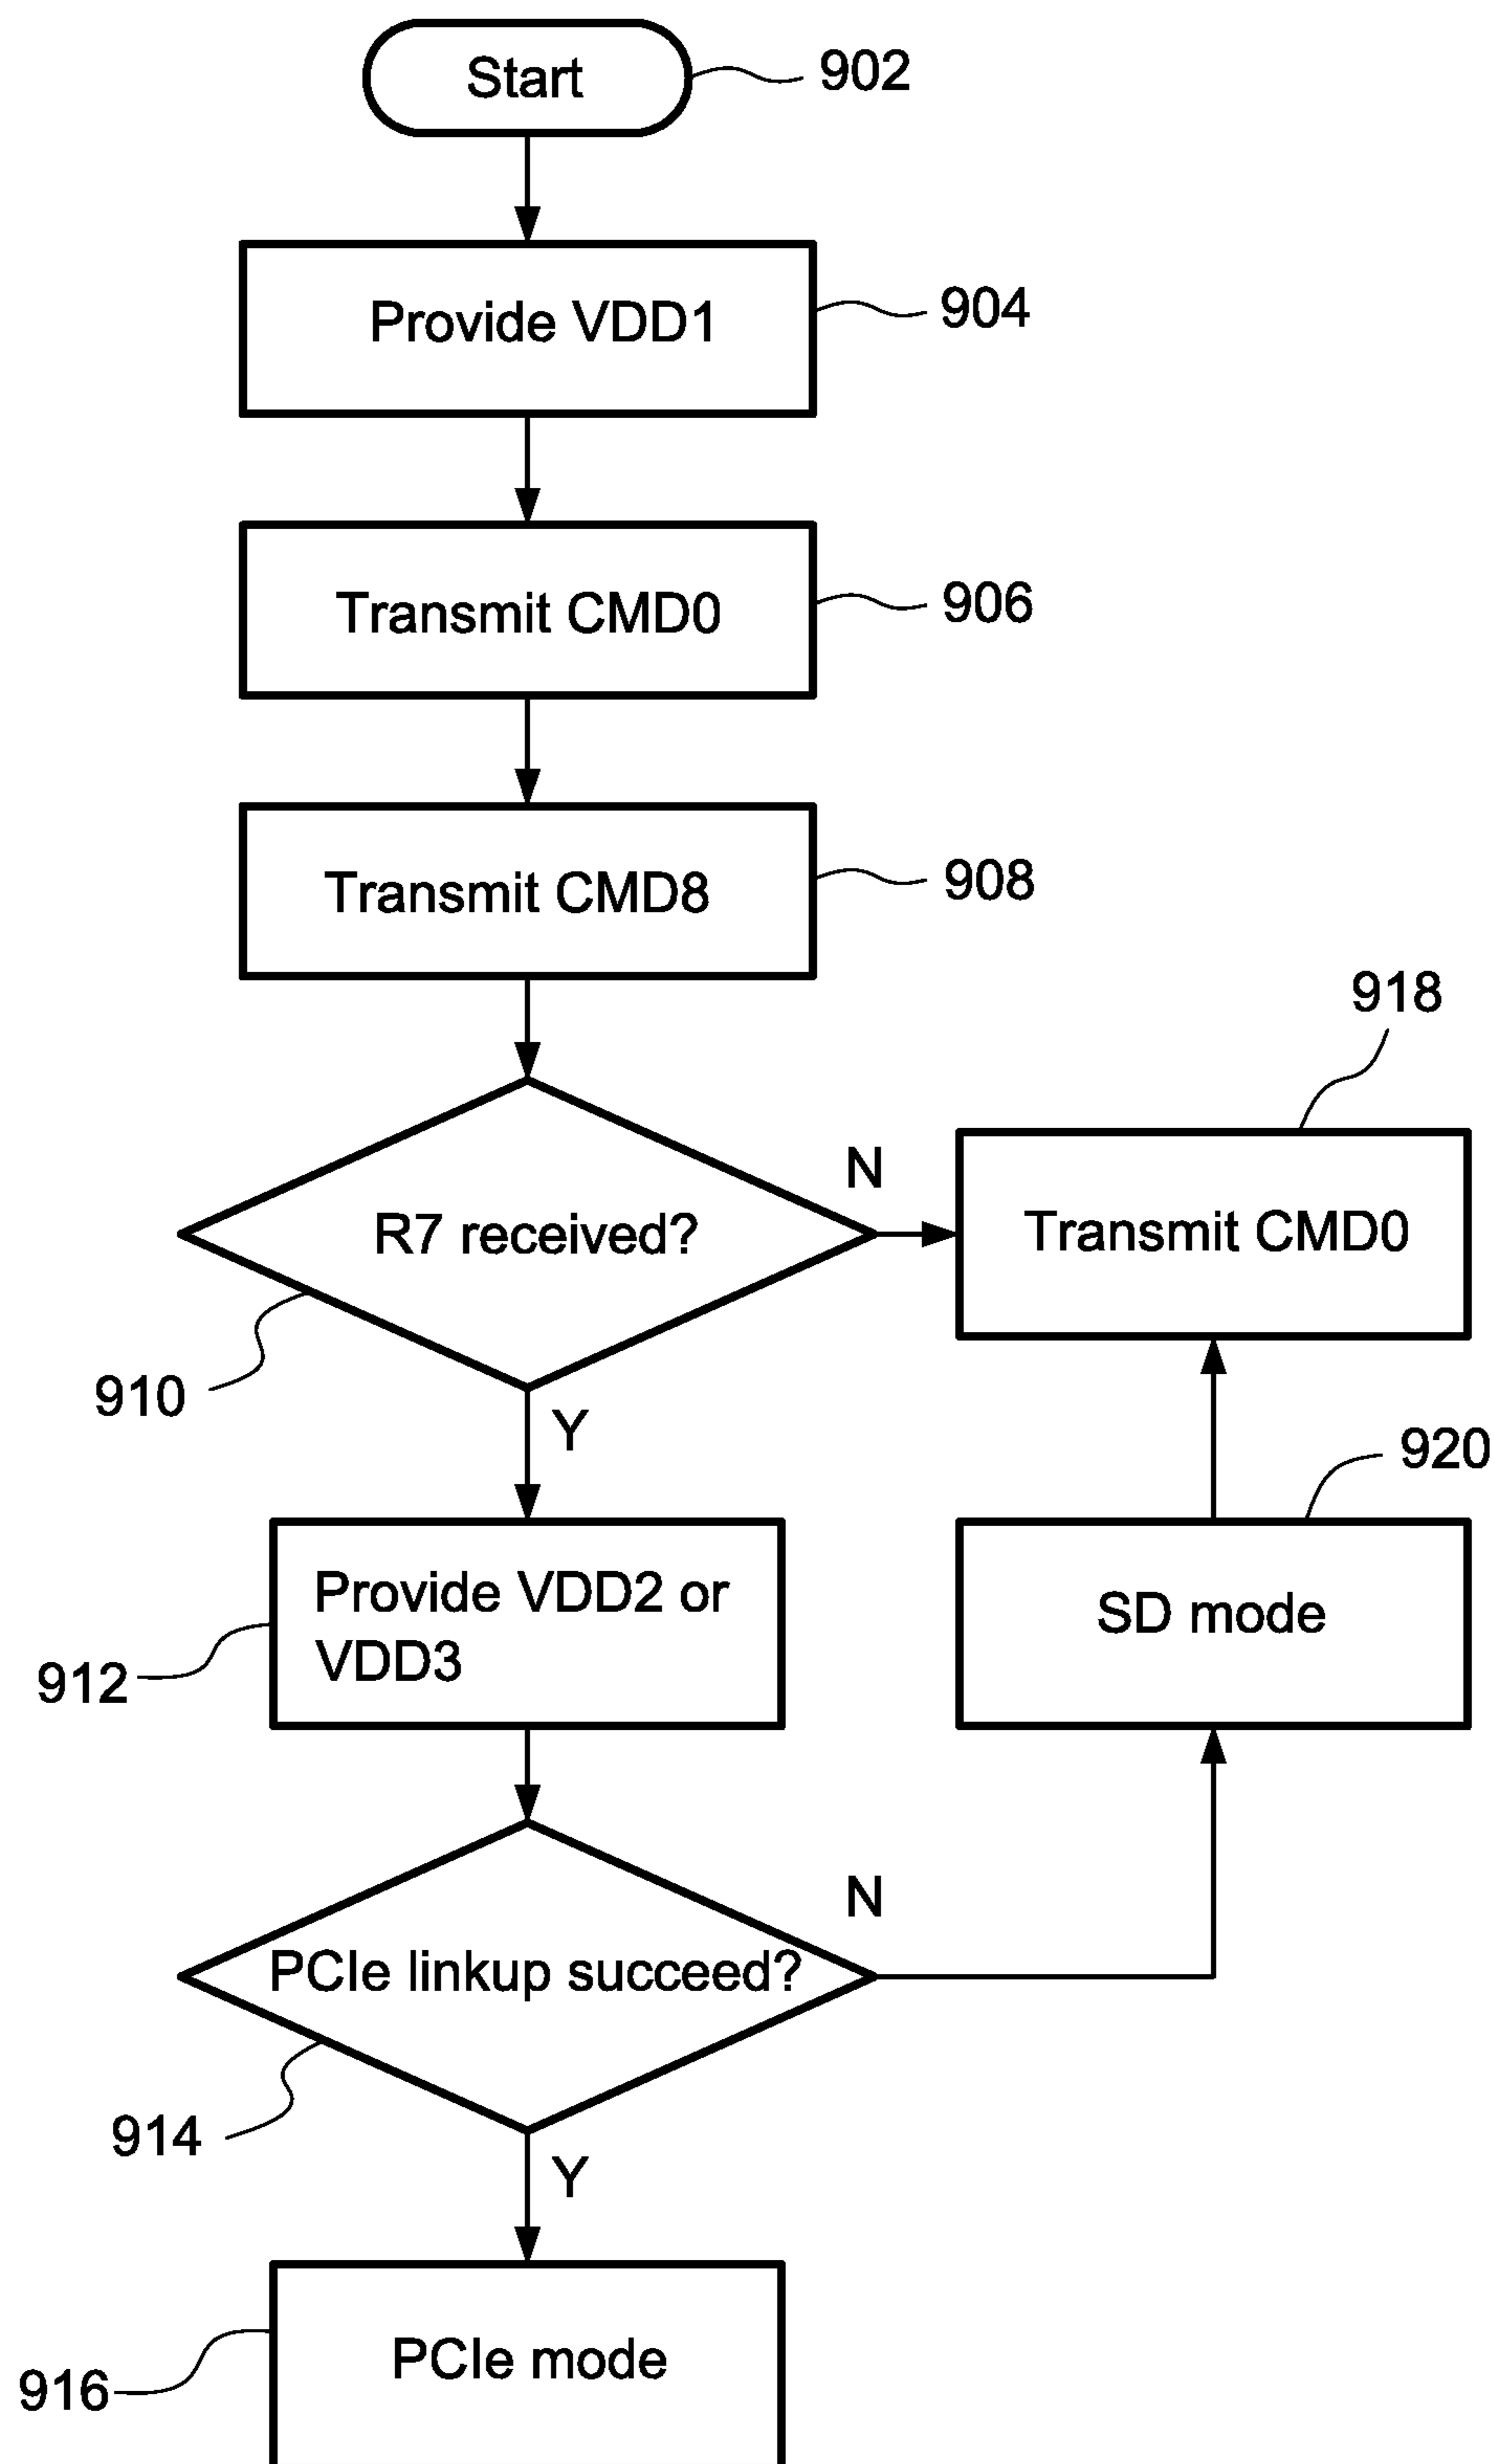 Start
902
Provide VDD1
904
Transmit CMD0
906
Transmit CMD8
908
918
N
R7 received?
Transmit CMD0
910
Y
920
Provide VDD2 or
VDD3
SD mode
912
N
PCIe linkup succeed?
914
Y
PCIe mode
916